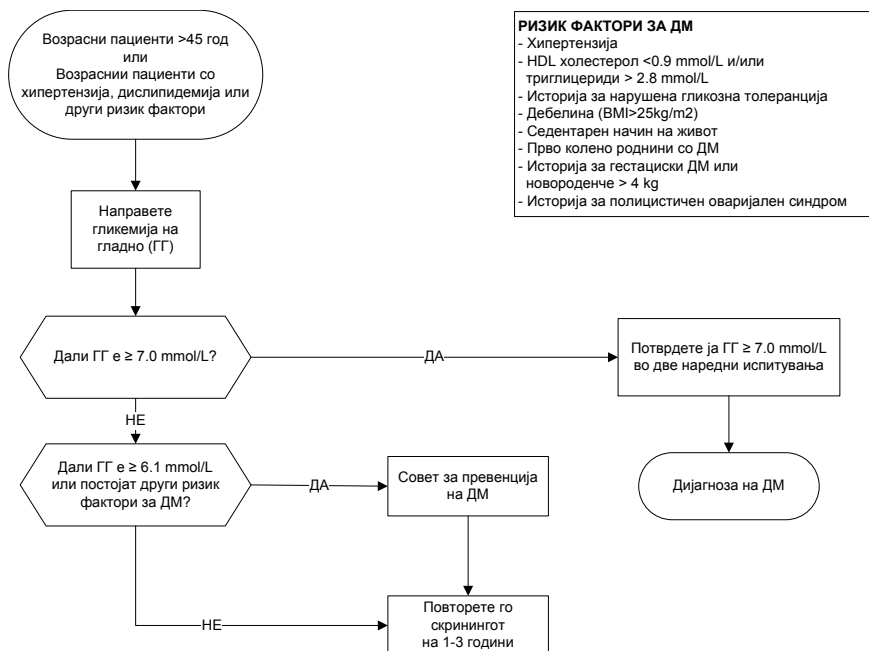 Возрасни пациенти >45 год
или
Возраснии пациенти со
хипертензија, дислипидемија или
други ризик фактори
РИЗИК ФАКТОРИ ЗА ДМ
- Хипертензија
- HDL холестерол <0.9 mmol/L и/или
триглицериди > 2.8 mmol/L
- Историја за нарушена гликозна толеранција
- Дебелина (BMI>25kg/m2)
- Седентарен начин на живот
- Прво колено роднини со ДМ
- Историја за гестациски ДМ или
новороденче > 4 kg
- Историја за полицистичен оваријален синдром
Направете
гликемија на
гладно (ГГ)
Дали ГГ е ≥ 7.0 mmol/L?
ДА
Потврдете ја ГГ ≥ 7.0 mmol/L
во две наредни испитувања
НЕ
Дали ГГ е ≥ 6.1 mmol/L
или постојат други ризик
фактори за ДМ?
ДА
Совет за превенција
на ДМ
Дијагноза на ДМ
НЕ
Повторете го
скринингот
на 1-3 години